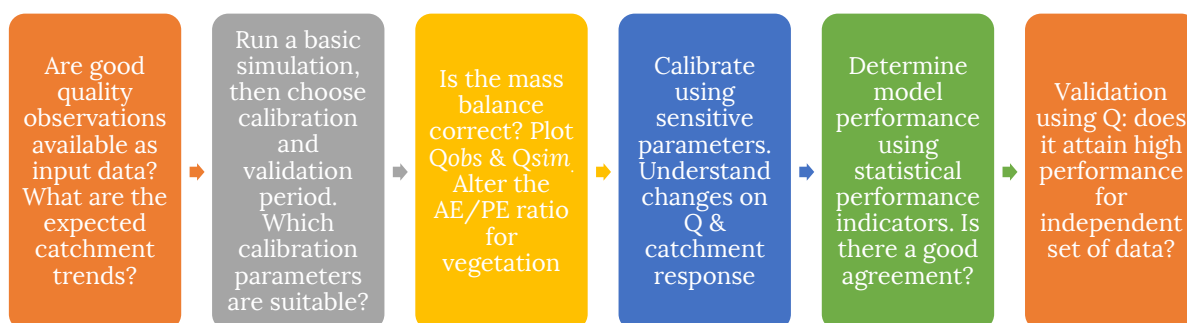 Are good
quality
observations
available as
input data?
What are the
expected
catchment
trends?
Run a basic
simulation,
then choose
calibration
and
validation
period.
Which
calibration
parameters
are suitable?
Is the mass
balance
correct? Plot
Qobs & Qsim.
Alter the
AE/PE ratio
for
vegetation
Calibrate
using
sensitive
parameters.
Understand
changes on
Q &
catchment
response
Determine
model
performance
using
statistical
performance
indicators. Is
there a good
agreement?
Validation
using Q: does
it attain high
performance
for
independent
set of data?